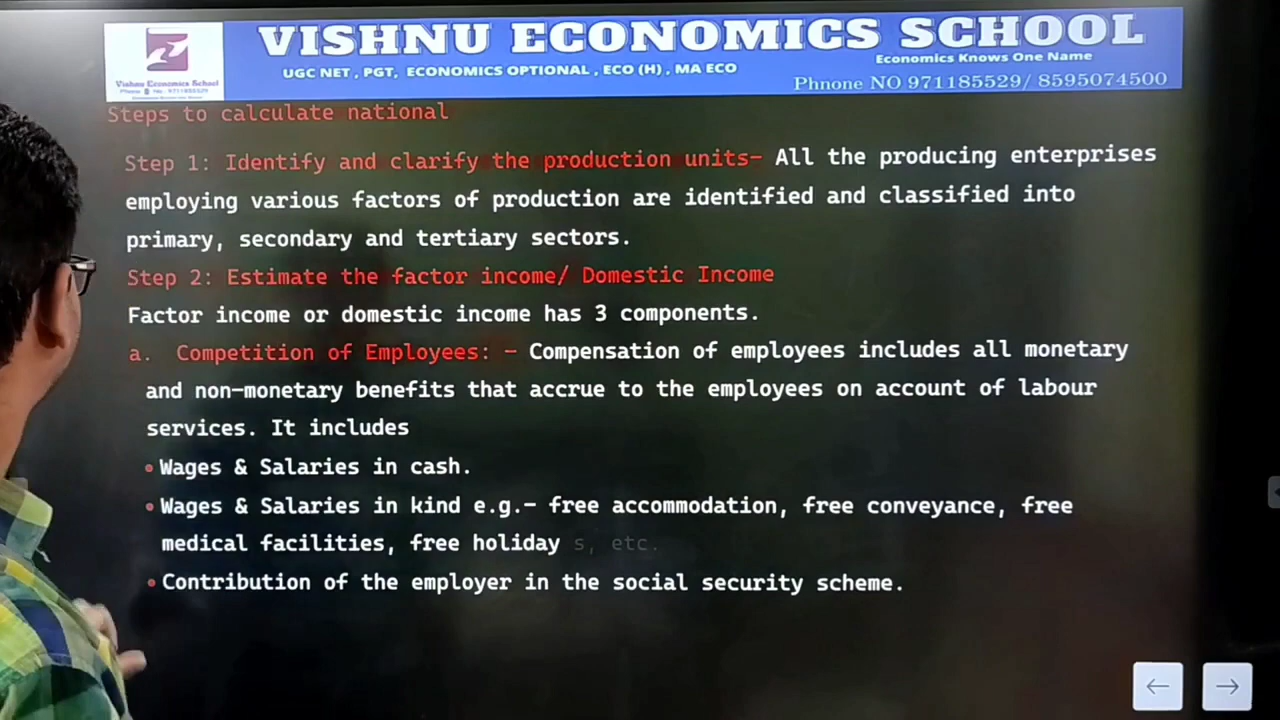 VISHNU ECONOMICS SCHOOL
Economics Knows One Name
UGC NET , PGT, ECONOMICS OPTIONAL , ECO (H) , MA ECO
Phnone NO 971185529/ 8595074500
Vishnu Economics School
Steps to calculate national
Step 1: Identify and clarify the production units– All the producing enterprises
employing various factors of production are identified and classified into
primary, secondary and tertiary sectors.
Step 2: Estimate the factor income/ Domestic Income
Factor income or domestic income has 3 components.
a. Competition of Employees: – Compensation of employees includes all monetary
and non-monetary benefits that accrue to the employees on account of labour
services. It includes
• Wages & Salaries in cash.
• Wages & Salaries in kind e.g.– free accommodation, free conveyance, free
medical facilities, free holiday s, etc.
• Contribution of the employer in the social security scheme.